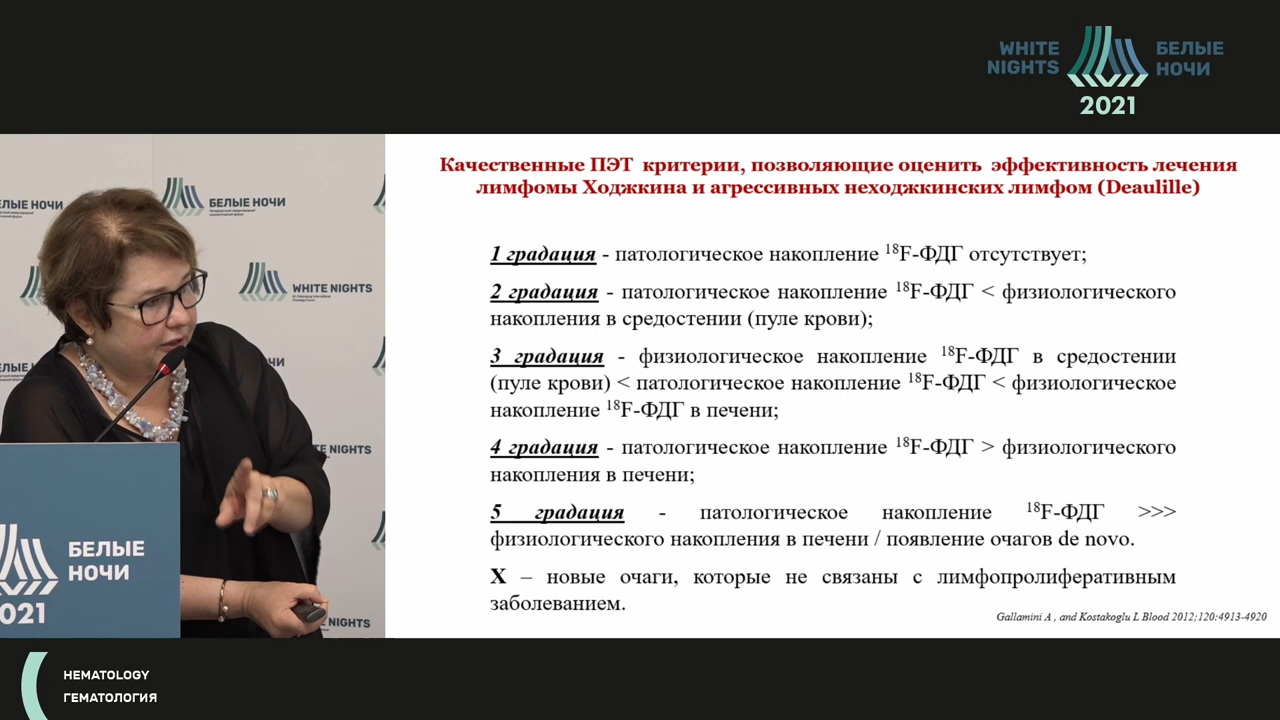 WHITE NIGHTS
БЕЛЫЕ НОЧИ
2021
БЕЛЫЕ НОЧИ
WHITE NIGHTS
БЕЛЫЕ НОЧИ
2021
Качественные ПЭТ критерии, позволяющие оценить эффективность лечения
лимфомы Ходжкина и агрессивных неходжкинских лимфом (Deaulille)
1 градация - патологическое накопление ¹⁸F-ФДГ отсутствует;
2 градация - патологическое накопление ¹⁸F-ФДГ < физиологического
накопления в средостении (пуле крови);
3 градация - физиологическое накопление ¹⁸F-ФДГ в средостении
(пуле крови) < патологическое накопление ¹⁸F-ФДГ < физиологическое
накопление ¹⁸F-ФДГ в печени;
4 градация - патологическое накопление ¹⁸F-ФДГ > физиологического
накопления в печени;
5 градация - патологическое накопление ¹⁸F-ФДГ >>>
физиологического накопления в печени / появление очагов de novo.
X – новые очаги, которые не связаны с лимфопролиферативным
заболеванием.
Gallamini A , and Kostakoglu L Blood 2012;120:4913-4920
HEMATOLOGY
ГЕМАТОЛОГИЯ